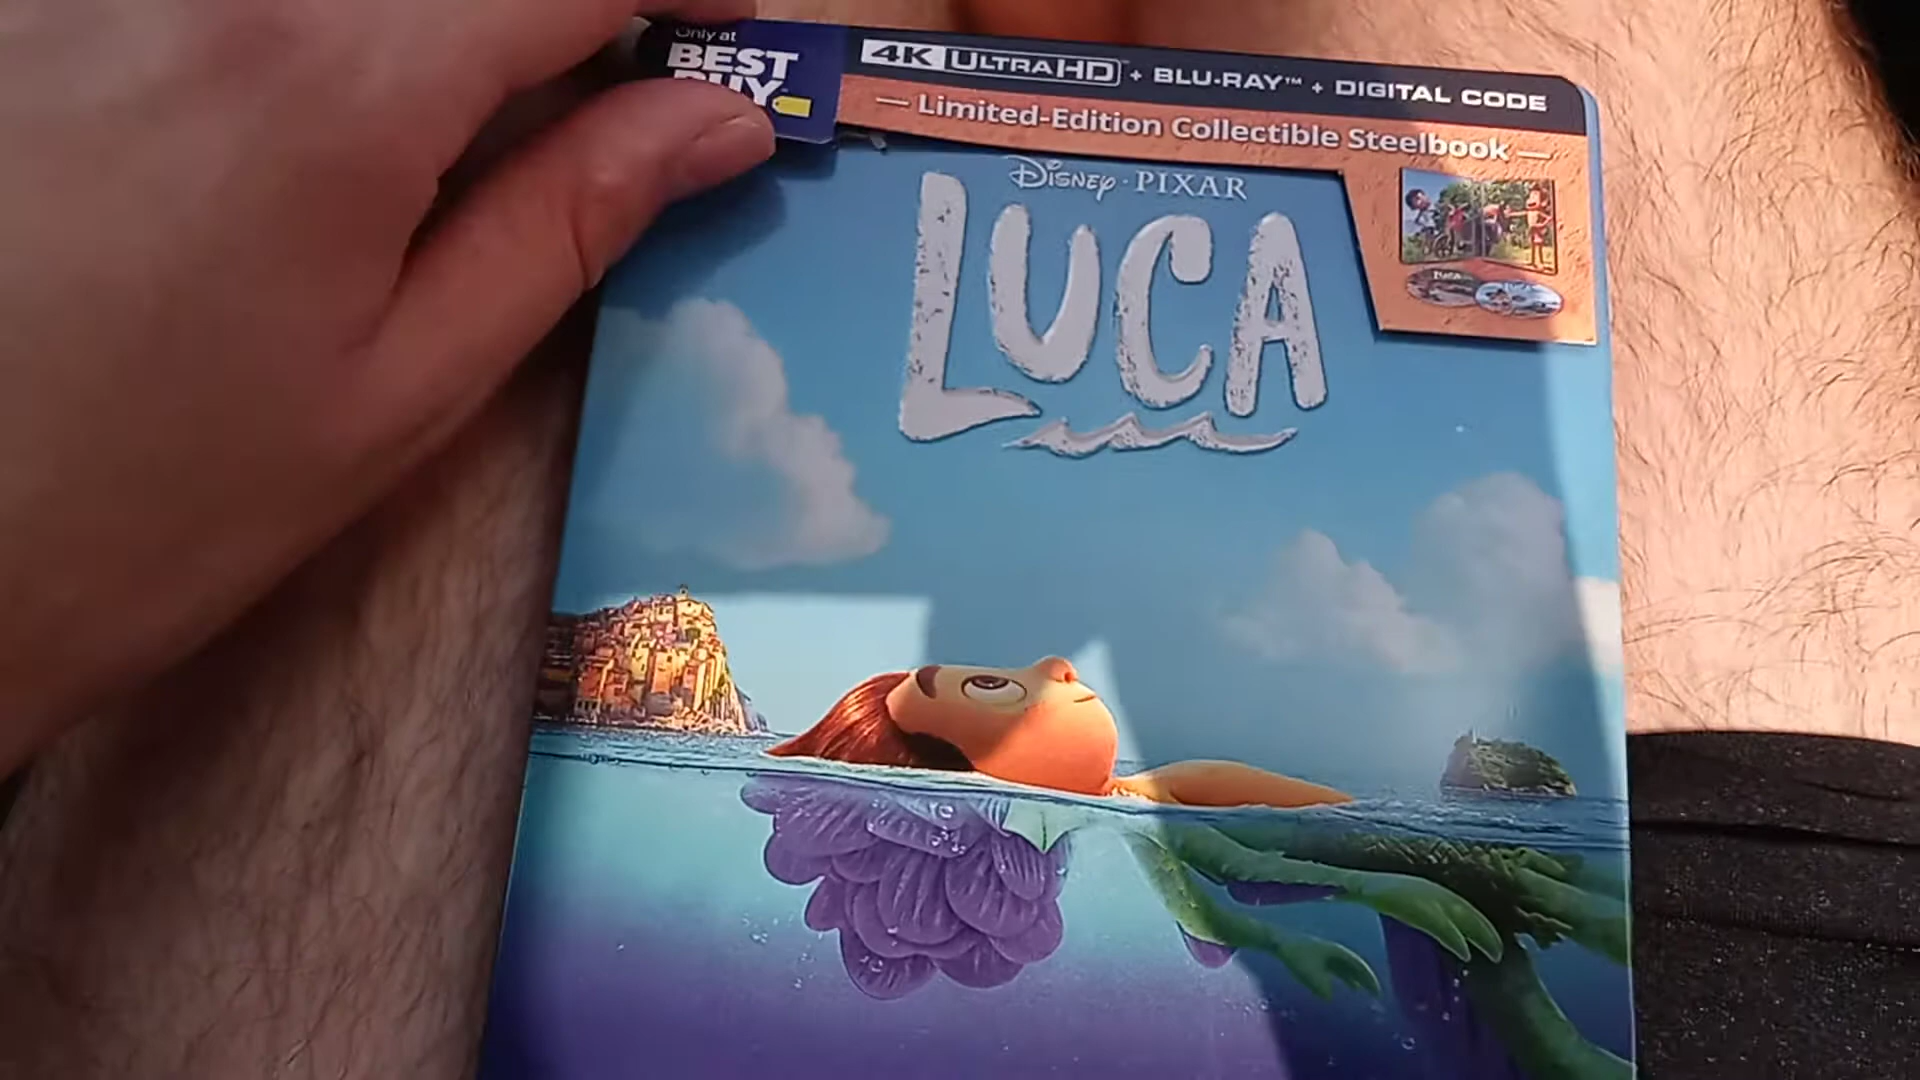 Only at
BEST
BUY
4K ULTRA HD + BLU-RAY™ + DIGITAL CODE
— Limited-Edition Collectible Steelbook —
Disney · PIXAR
LUCA